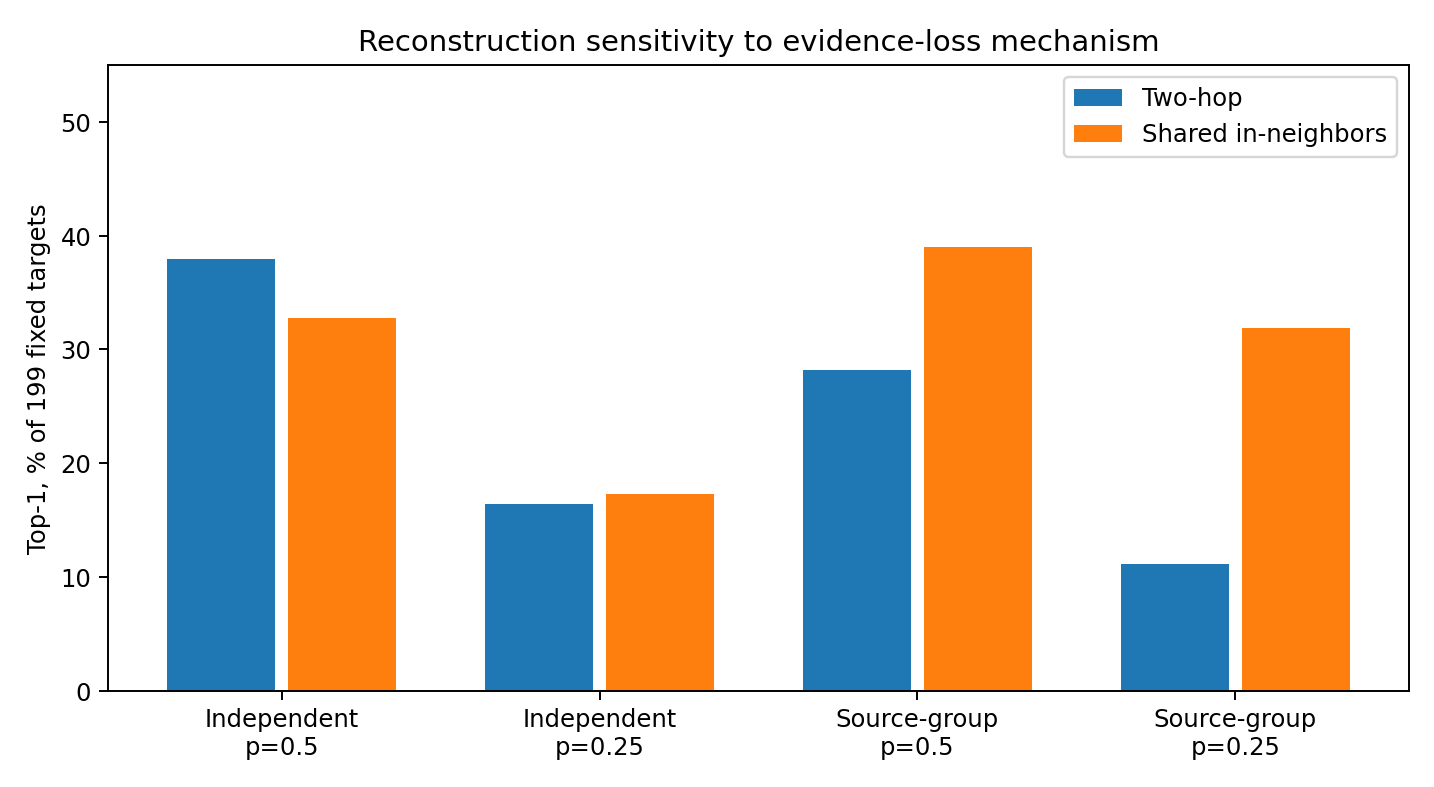 Reconstruction sensitivity to evidence-loss mechanism
Two-hop
Shared in-neighbors
Top-1, % of 199 fixed targets
50
40
30
20
10
0
Independent
p=0.5
Independent
p=0.25
Source-group
p=0.5
Source-group
p=0.25